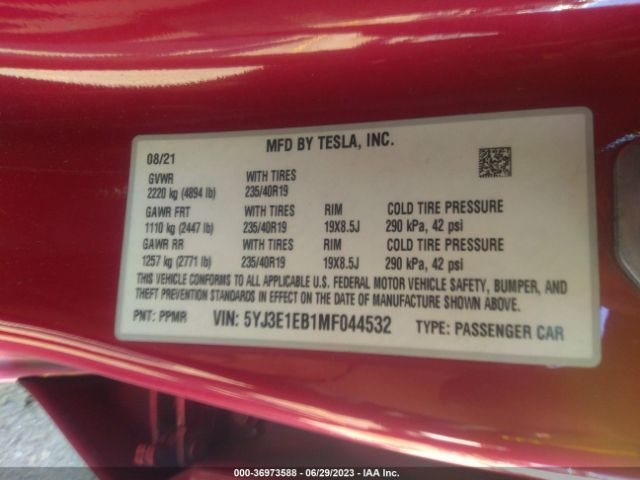 MFD BY TESLA, INC.
08/21
GVWR WITH TIRES
2220 kg (4894 lb) 235/40R19
GAWR FRT WITH TIRES RIM COLD TIRE PRESSURE
1110 kg (2447 lb) 235/40R19 19X8.5J 290 kPa, 42 psi
GAWR RR WITH TIRES RIM COLD TIRE PRESSURE
1257 kg (2771 lb) 235/40R19 19X8.5J 290 kPa, 42 psi
THIS VEHICLE CONFORMS TO ALL APPLICABLE U.S. FEDERAL MOTOR VEHICLE SAFETY, BUMPER, AND
THEFT PREVENTION STANDARDS IN EFFECT ON THE DATE OF MANUFACTURE SHOWN ABOVE.
PNT: PPMR VIN: 5YJ3E1EB1MF044532 TYPE: PASSENGER CAR
000-36973588 - 06/29/2023 - IAA Inc.